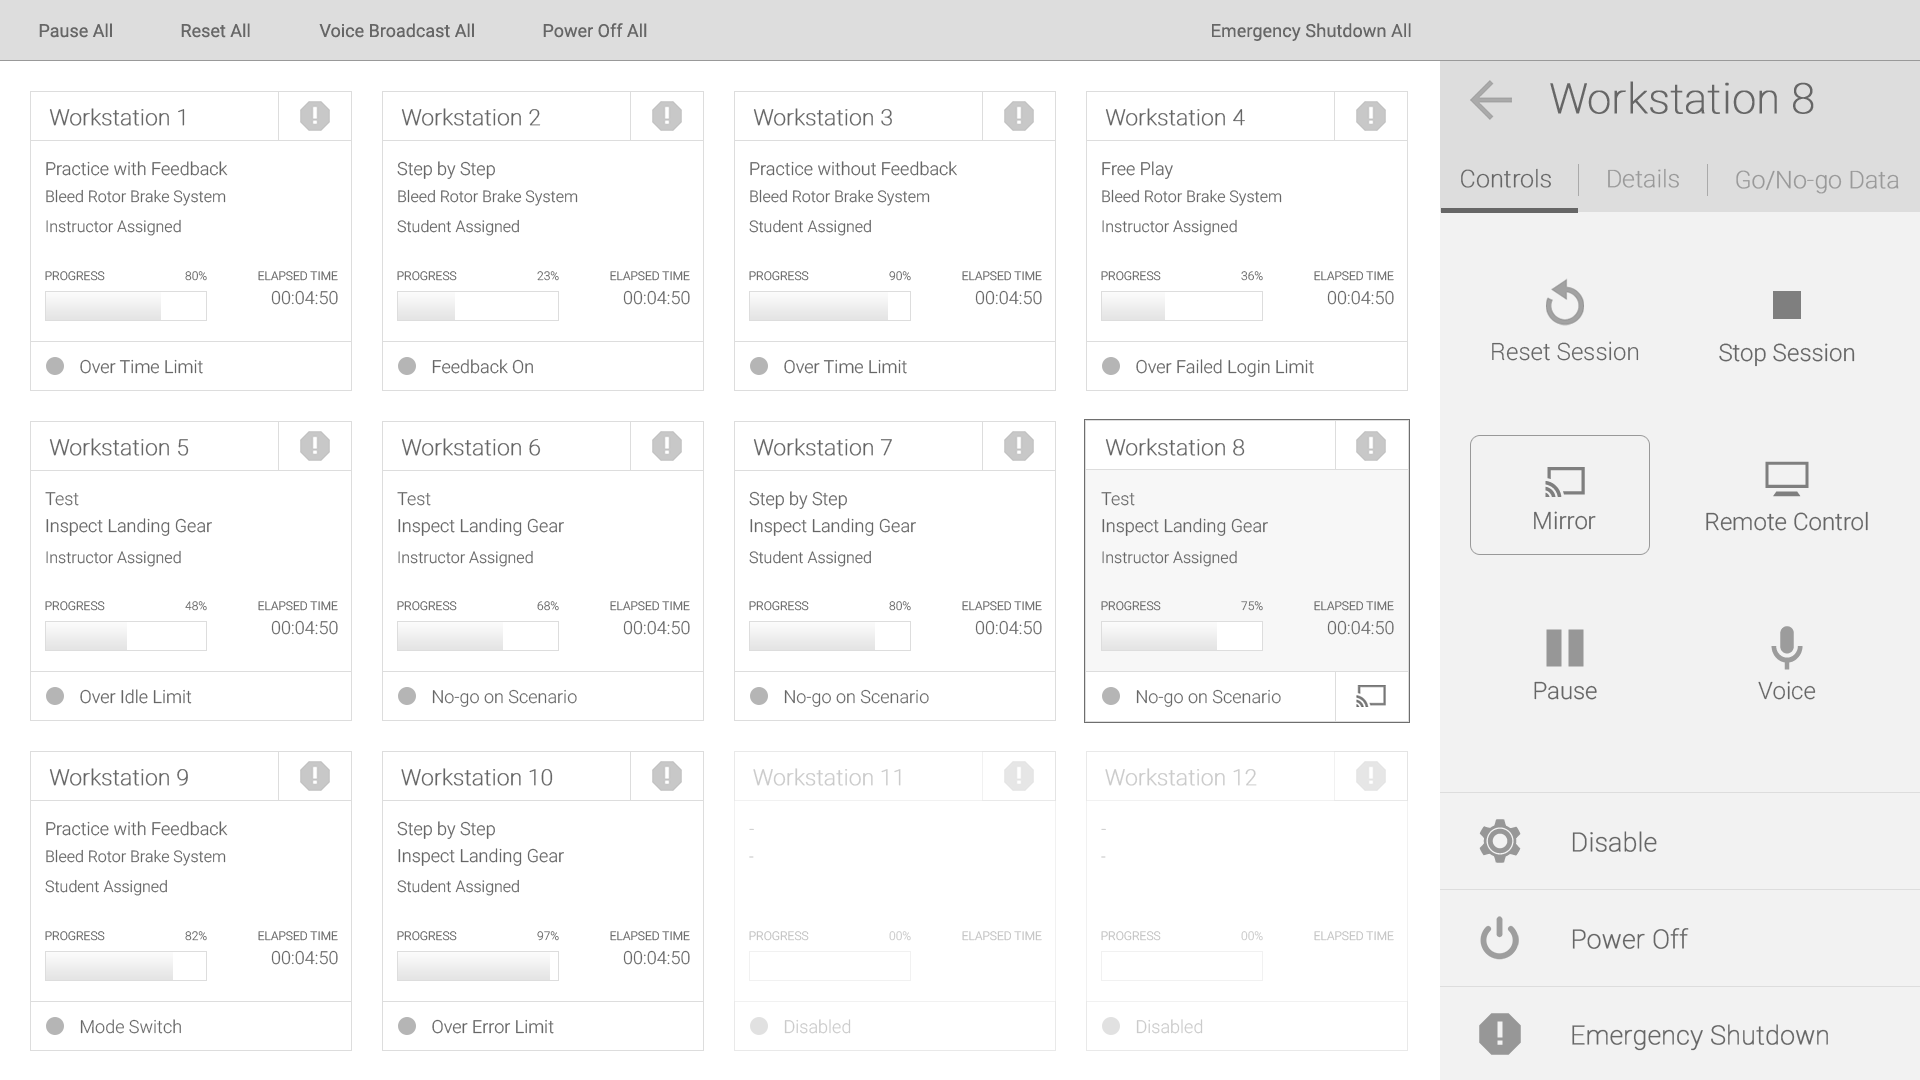 Pause All
Reset All
Voice Broadcast All
Power Off All
Emergency Shutdown All
Workstation 1
Practice with Feedback
Bleed Rotor Brake System
Instructor Assigned
PROGRESS 80% ELAPSED TIME
00:04:50
Over Time Limit
Workstation 2
Step by Step
Bleed Rotor Brake System
Student Assigned
PROGRESS 23% ELAPSED TIME
00:04:50
Feedback On
Workstation 3
Practice without Feedback
Bleed Rotor Brake System
Student Assigned
PROGRESS 90% ELAPSED TIME
00:04:50
Over Time Limit
Workstation 4
Free Play
Bleed Rotor Brake System
Instructor Assigned
PROGRESS 36% ELAPSED TIME
00:04:50
Over Failed Login Limit
Workstation 5
Test
Inspect Landing Gear
Instructor Assigned
PROGRESS 48% ELAPSED TIME
00:04:50
Over Idle Limit
Workstation 6
Test
Inspect Landing Gear
Instructor Assigned
PROGRESS 68% ELAPSED TIME
00:04:50
No-go on Scenario
Workstation 7
Step by Step
Inspect Landing Gear
Student Assigned
PROGRESS 80% ELAPSED TIME
00:04:50
No-go on Scenario
Workstation 8
Test
Inspect Landing Gear
Instructor Assigned
PROGRESS 75% ELAPSED TIME
00:04:50
No-go on Scenario
Workstation 9
Practice with Feedback
Bleed Rotor Brake System
Student Assigned
PROGRESS 82% ELAPSED TIME
00:04:50
Mode Switch
Workstation 10
Step by Step
Inspect Landing Gear
Student Assigned
PROGRESS 97% ELAPSED TIME
00:04:50
Over Error Limit
Workstation 11
-
-
PROGRESS 00% ELAPSED TIME
Disabled
Workstation 12
-
-
PROGRESS 00% ELAPSED TIME
Disabled
Workstation 8
Controls
Details
Go/No-go Data
Reset Session
Stop Session
Mirror
Remote Control
Pause
Voice
Disable
Power Off
Emergency Shutdown